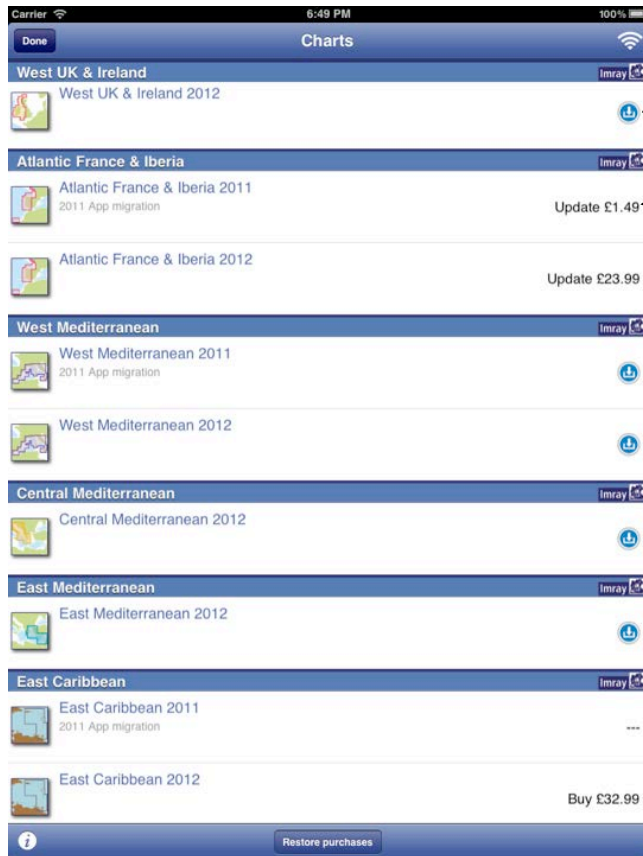 Carrier 6:49 PM 100%
Done Charts
West UK & Ireland Imray
West UK & Ireland 2012
Atlantic France & Iberia Imray
Atlantic France & Iberia 2011
2011 App migration
Update £1.49
Atlantic France & Iberia 2012
Update £23.99
West Mediterranean Imray
West Mediterranean 2011
2011 App migration
West Mediterranean 2012
Central Mediterranean Imray
Central Mediterranean 2012
East Mediterranean Imray
East Mediterranean 2012
East Caribbean Imray
East Caribbean 2011
2011 App migration
---
East Caribbean 2012
Buy £32.99
i Restore purchases